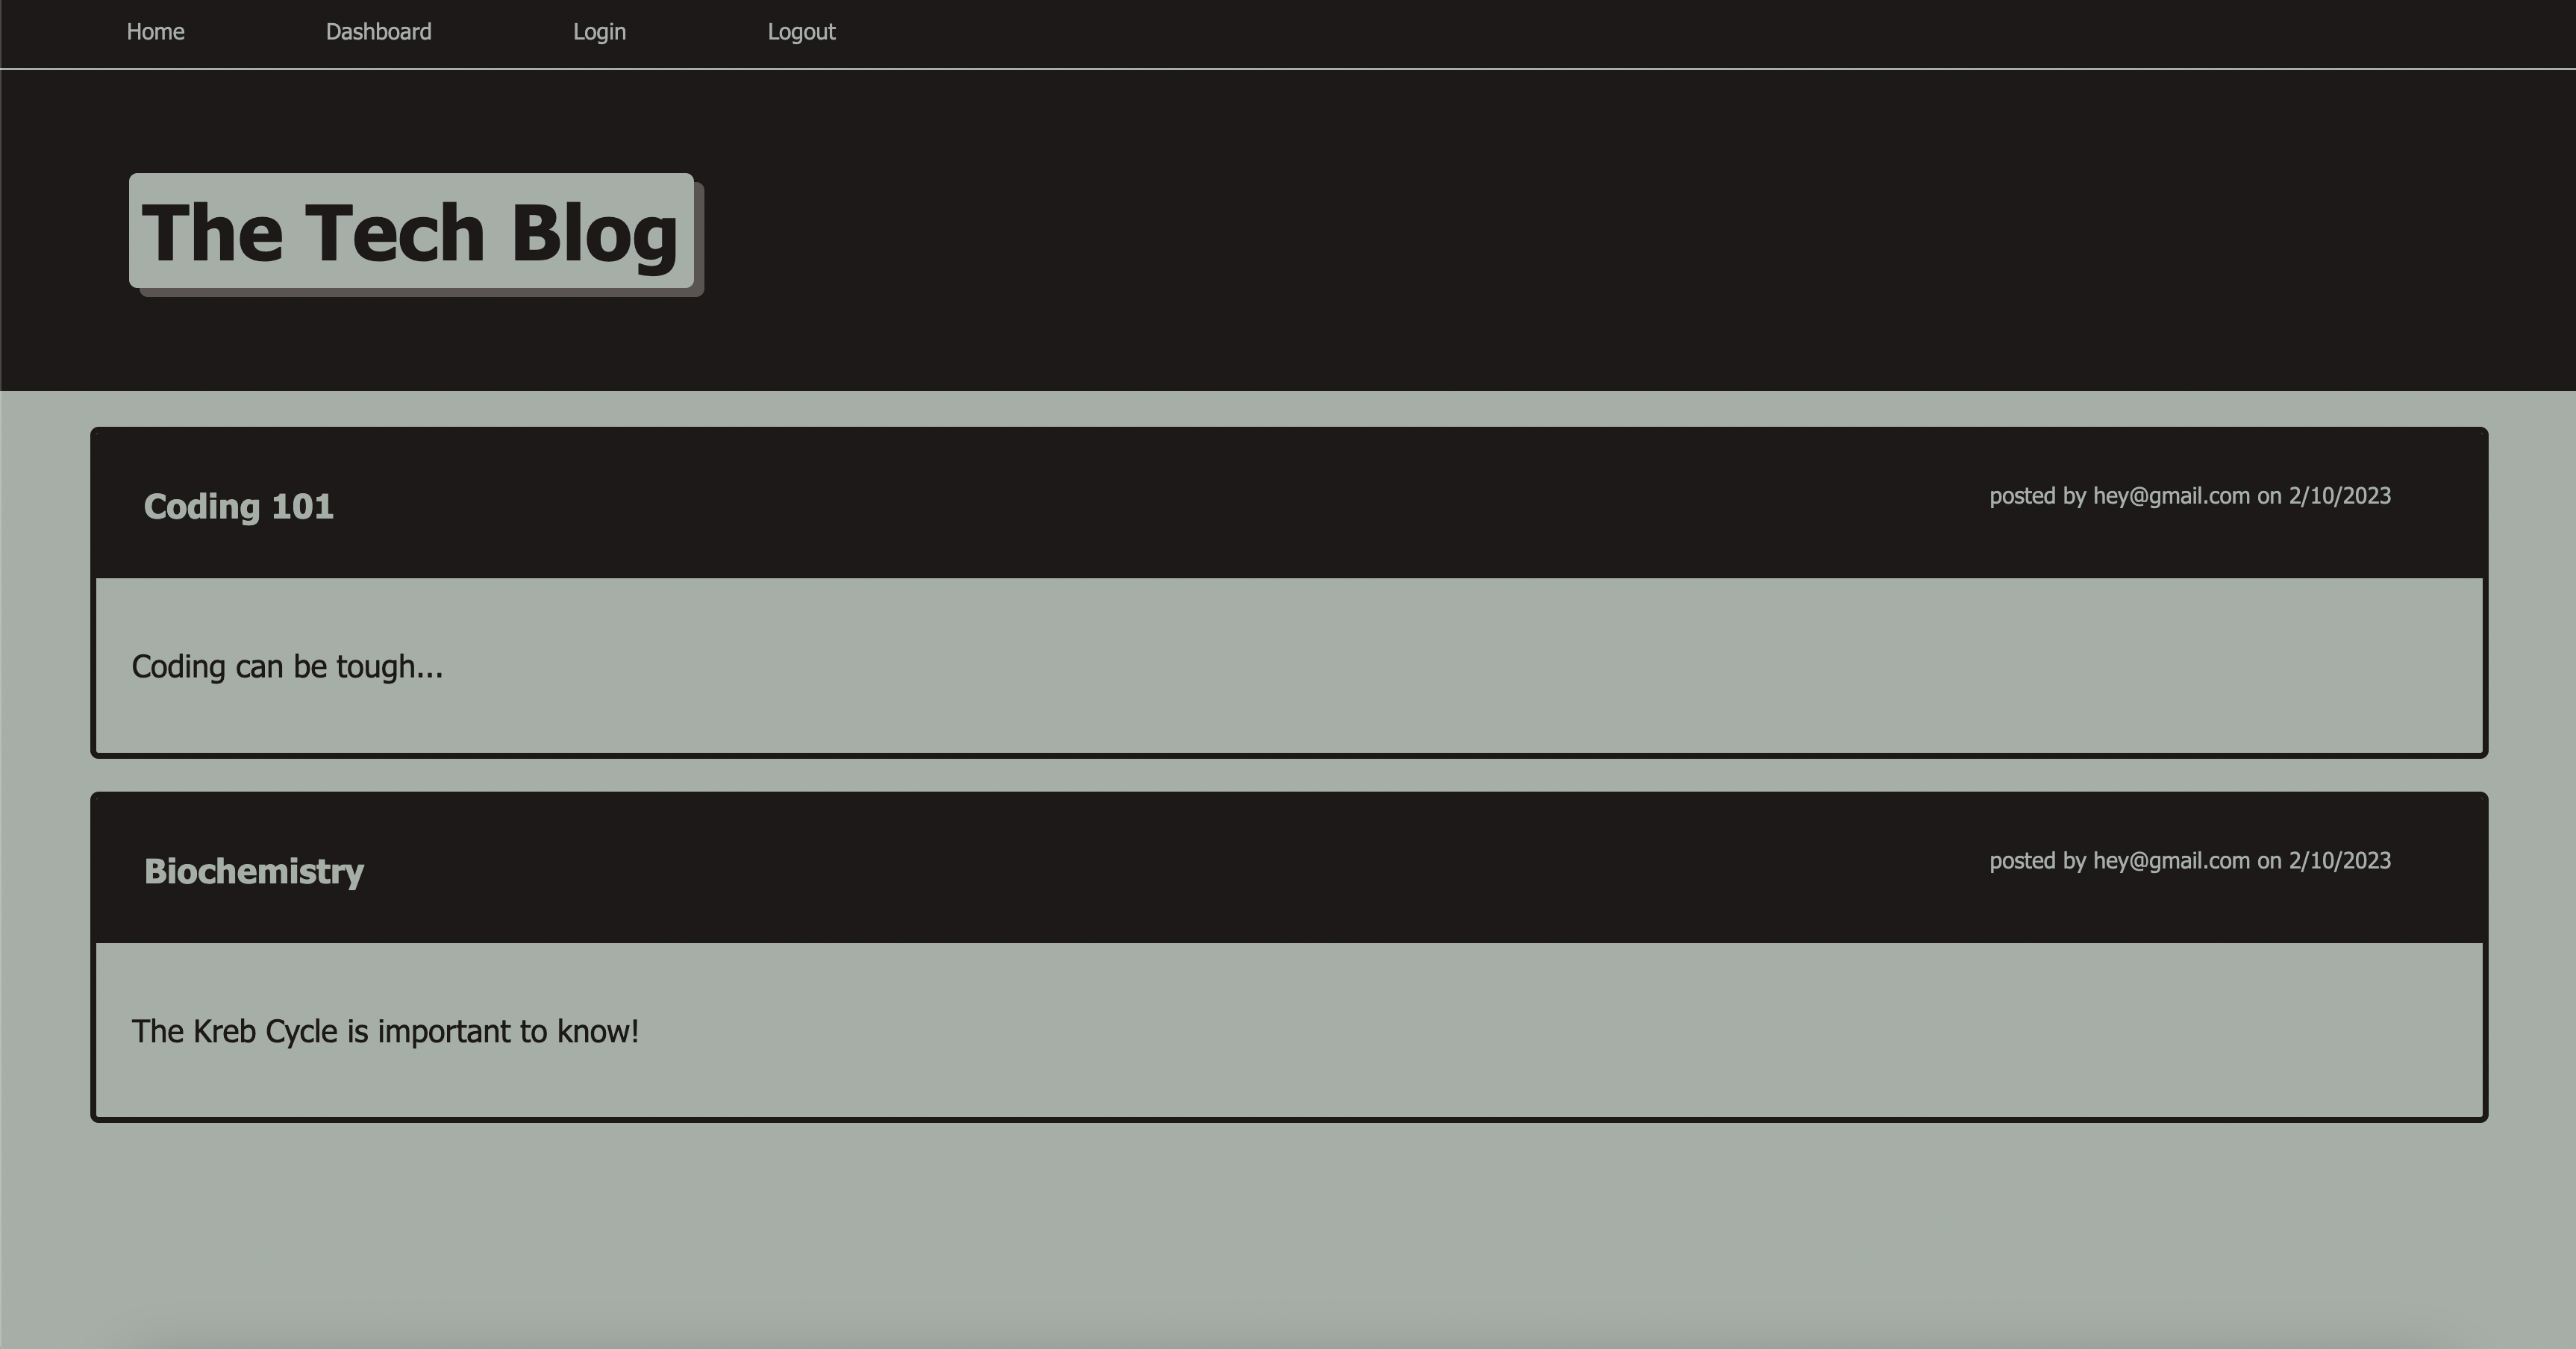 Home Dashboard Login Logout
The Tech Blog
Coding 101 posted by hey@gmail.com on 2/10/2023
Coding can be tough...
Biochemistry posted by hey@gmail.com on 2/10/2023
The Kreb Cycle is important to know!